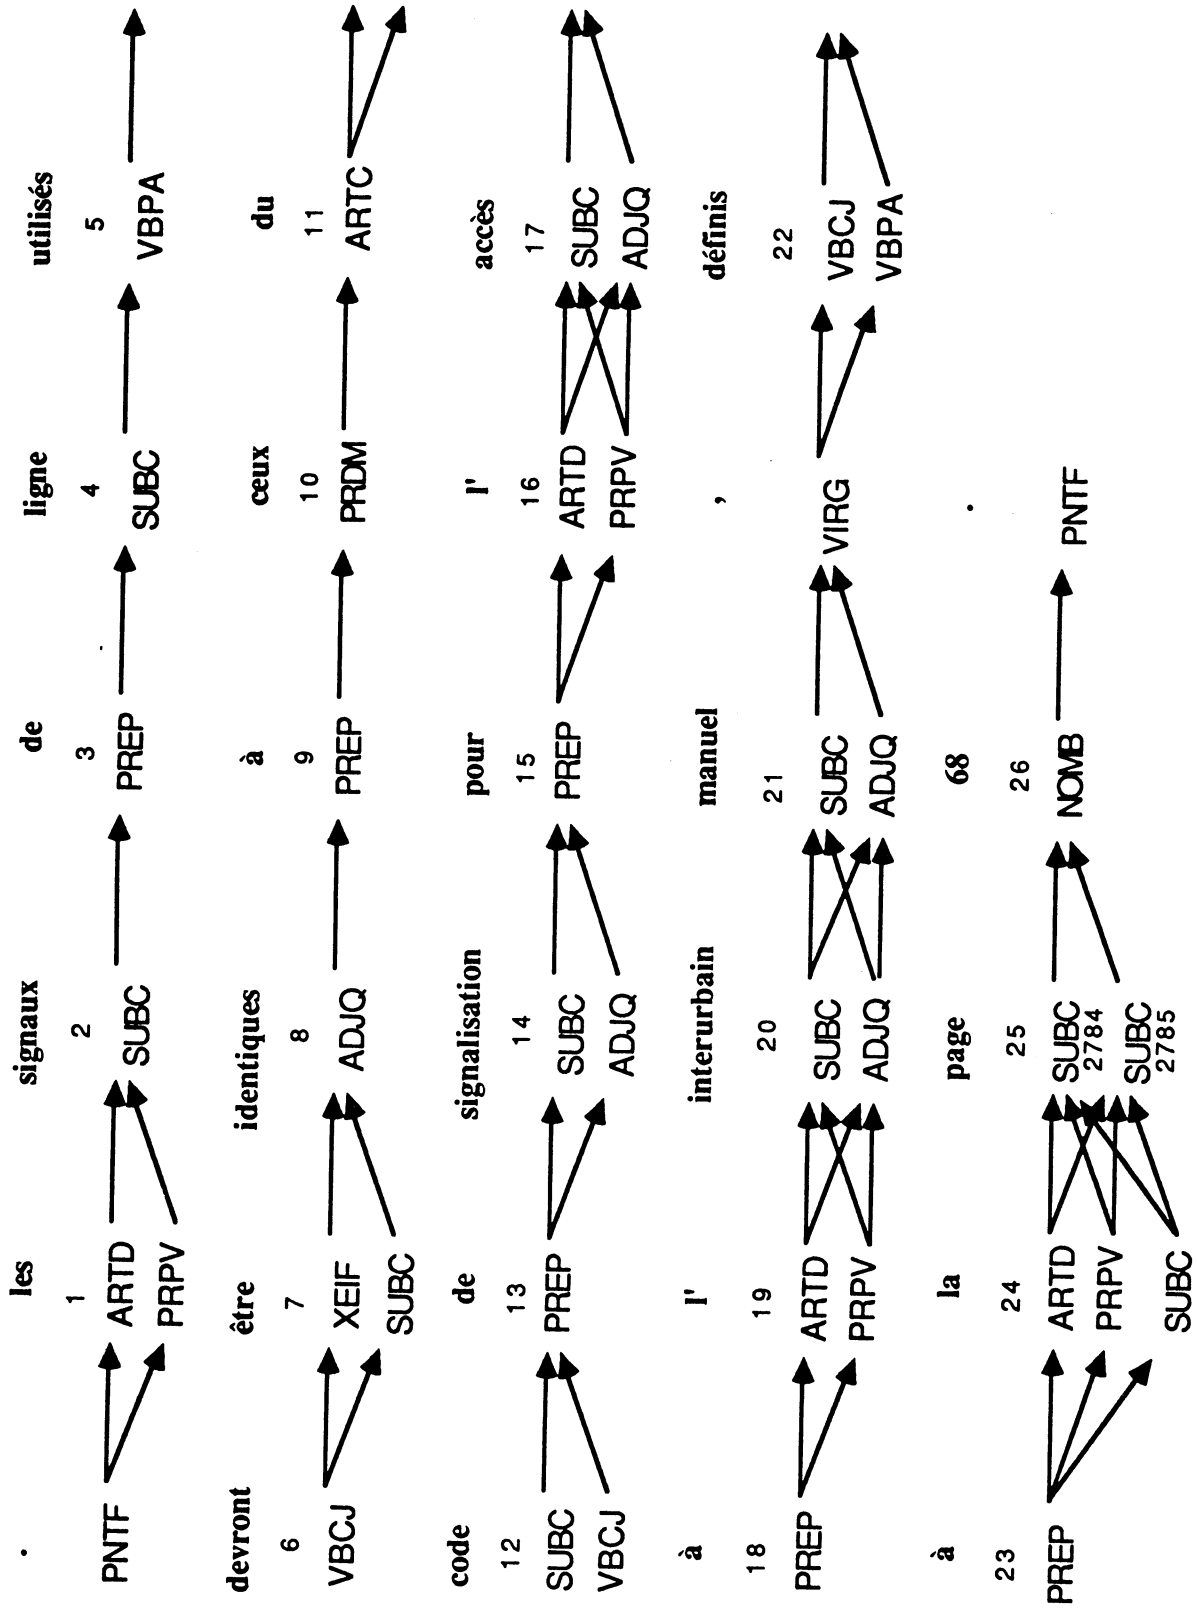 . les signaux de ligne utilisés
1 2 3 4 5
PNTF ARTD SUBC PREP SUBC VBPA
PRPV
devront être identiques à ceux du
6 7 8 9 10 11
VBCJ XEIF ADJQ PREP PRDM ARTC
SUBC
code de signalisation pour l' accès
12 13 14 15 16 17
SUBC PREP SUBC PREP ARTD SUBC
VBCJ ADJQ PRPV ADJQ
à l' interurbain manuel , définis
18 19 20 21 22
PREP ARTD SUBC SUBC VIRG VBCJ
PRPV ADJQ ADJQ VBPA
à la page 68 .
23 24 25 26
PREP ARTD SUBC NOMB PNTF
2784
PRPV SUBC
2785
SUBC